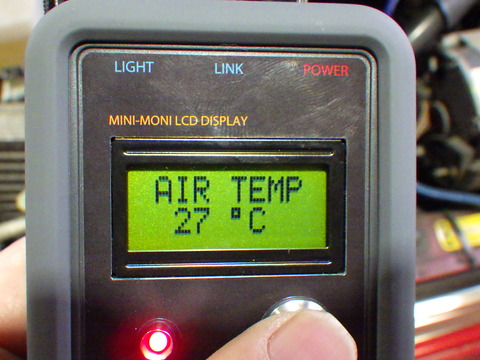 LIGHT LINK POWER
MINI-MONI LCD DISPLAY
AIR TEMP
27 °C